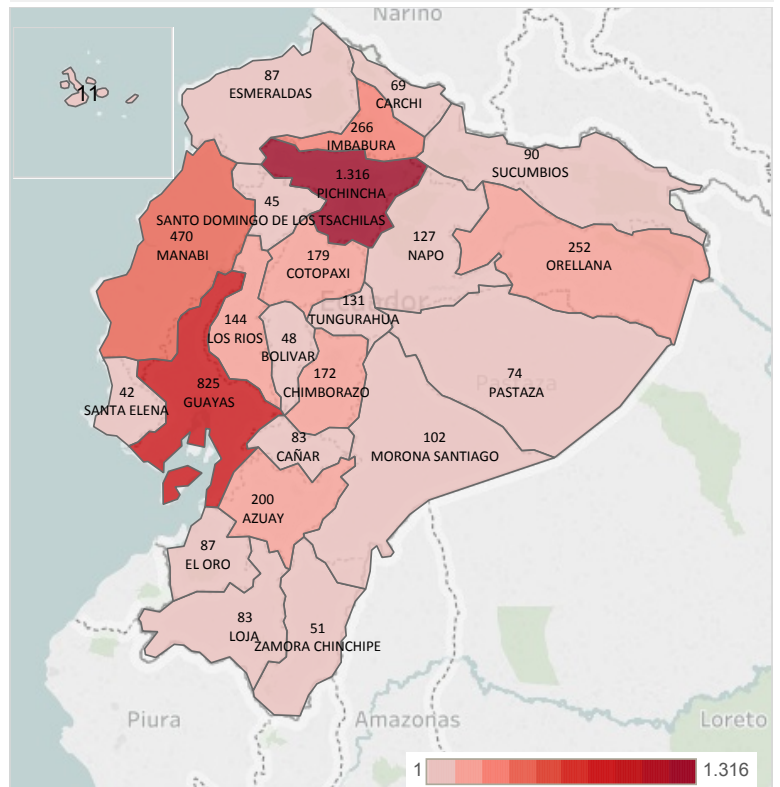 Nariño
87
ESMERALDAS
69
CARCHI
11
266
IMBABURA
90
SUCUMBIOS
1.316
PICHINCHA
45
SANTO DOMINGO DE LOS TSACHILAS
470
MANABI
127
NAPO
252
ORELLANA
179
COTOPAXI
Ecuador
131
TUNGURAHUA
144
LOS RIOS
48
BOLIVAR
172
CHIMBORAZO
74
Pastaza
PASTAZA
42
SANTA ELENA
825
GUAYAS
83
CAÑAR
102
MORONA SANTIAGO
200
AZUAY
87
EL ORO
83
LOJA
51
ZAMORA CHINCHIPE
Piura
Amazonas
Loreto
1
1.316